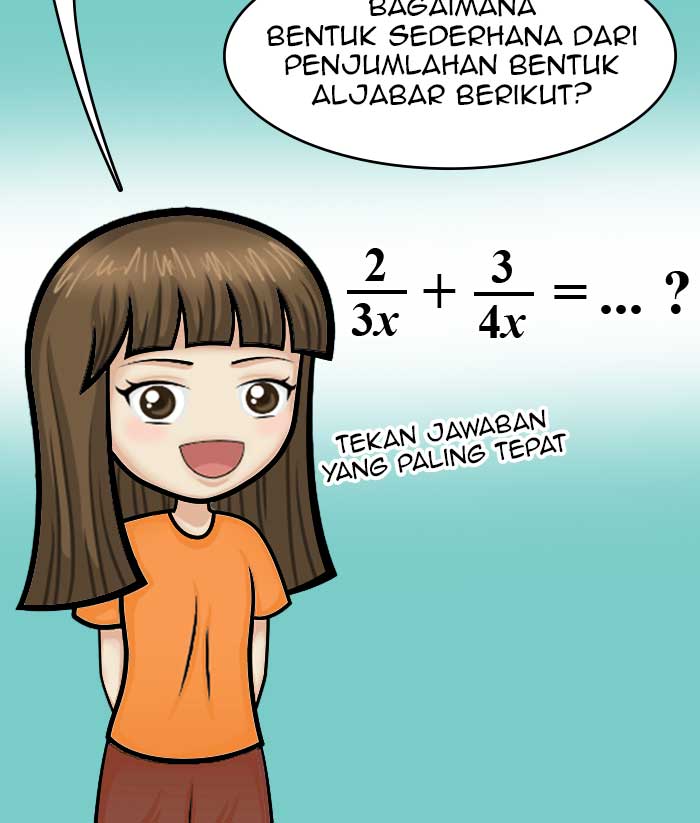 BAGAIMANA
BENTUK SEDERHANA DARI
PENJUMLAHAN BENTUK
ALJABAR BERIKUT?
2/3x + 3/4x = ... ?
TEKAN JAWABAN
YANG PALING TEPAT